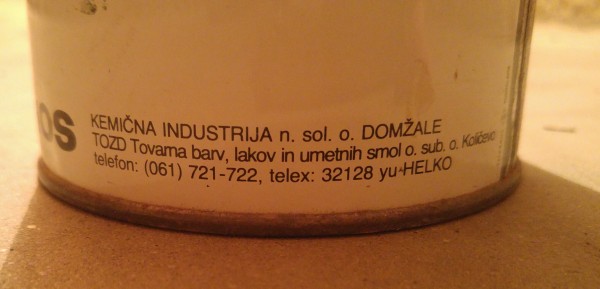 os
KEMIČNA INDUSTRIJA n. sol. o. DOMŽALE
TOZD Tovarna barv, lakov in umetnih smol o. sub. o. Količevo
telefon: (061) 721-722, telex: 32128 yu-HELKO